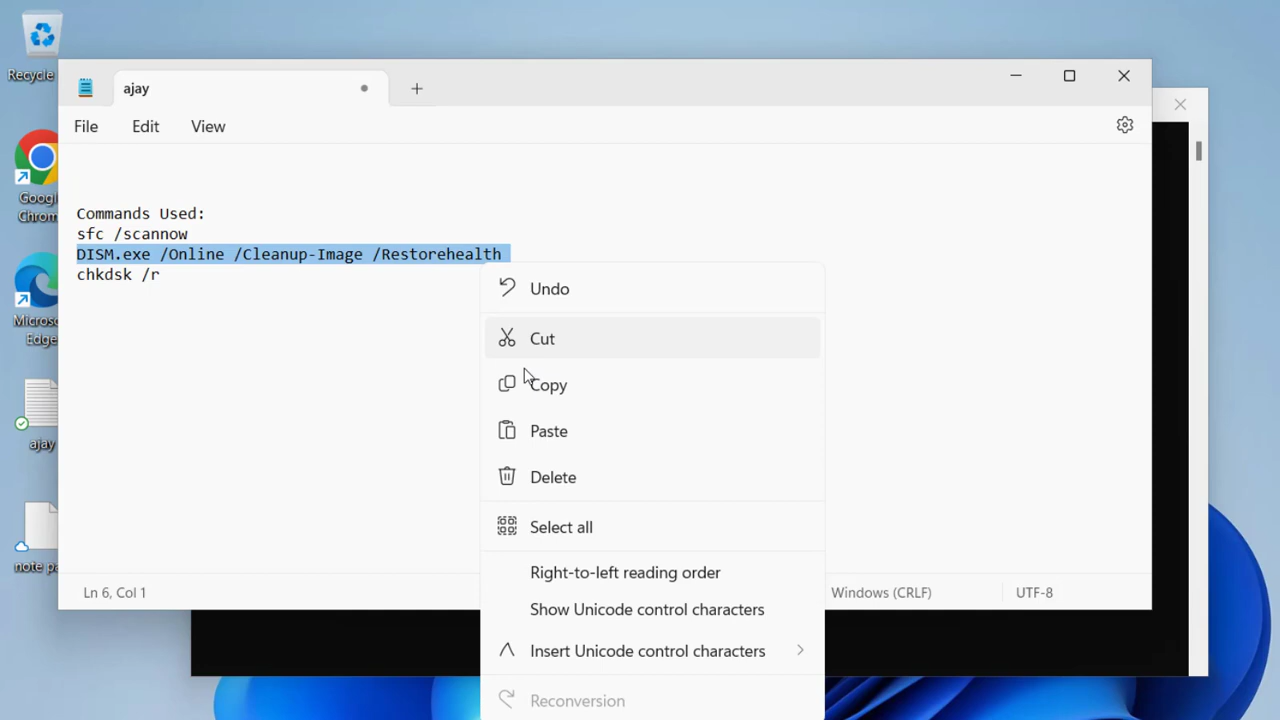 Recycle
Google
Chrom
Micros
Edge
ajay
note pa
ajay
File Edit View
Commands Used:
sfc /scannow
DISM.exe /Online /Cleanup-Image /Restorehealth
chkdsk /r
Undo
Cut
Copy
Paste
Delete
Select all
Right-to-left reading order
Show Unicode control characters
Insert Unicode control characters
Reconversion
Ln 6, Col 1
Windows (CRLF)
UTF-8